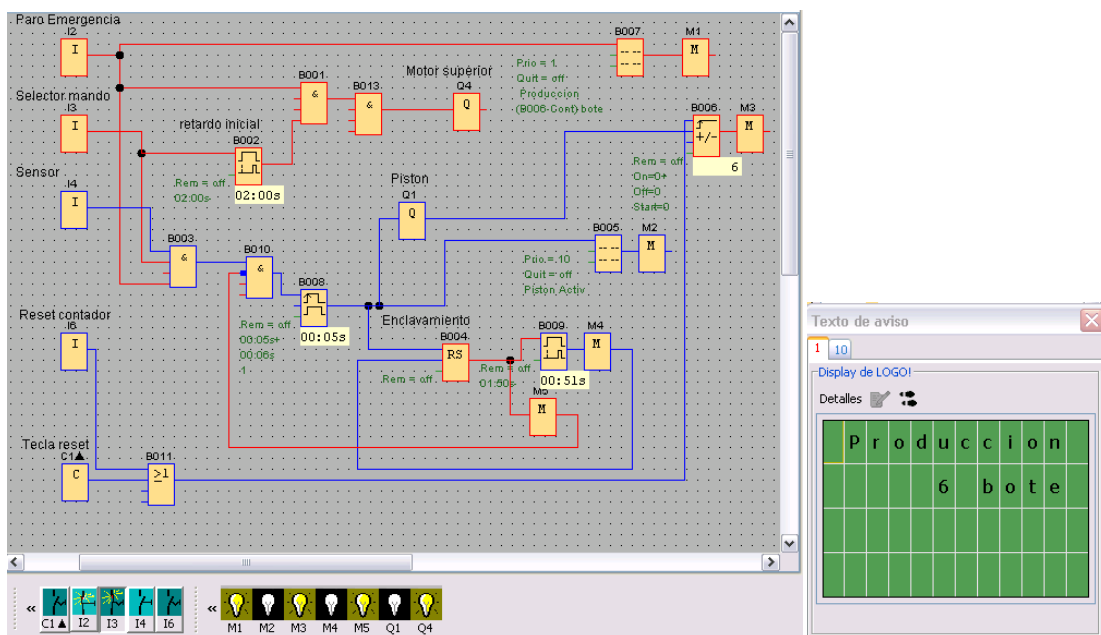 Paro Emergencia
I2
I
B007
M1
M
Prio = 1
Quit = off
Produccion
(B006-Cont) bote
Motor superior
B001
&
B013
&
Q4
Q
Selector mando
I3
I
retardo inicial
B002
Rem = off
02:00s
02:00s
B006
+/-
M3
M
6
Rem = off
On=0+
Off=0
Start=0
Sensor
I4
I
Piston
Q1
Q
B003
&
B010
&
B005
M2
M
Prio = 10
Quit = off
Piston Activ
B008
Rem = off
00:05s+
00:06s
1
00:05s
Reset contador
I6
I
Enclavamiento
B004
RS
Rem = off
B009
M4
M
Rem = off
01:50s
00:51s
M5
M
Tecla reset
C1▲
C
B011
≥1
« C1▲ I2 I3 I4 I6
« M1 M2 M3 M4 M5 Q1 Q4
Texto de aviso
1 10
Display de LOGO!
Detalles
Produccion
6 bote